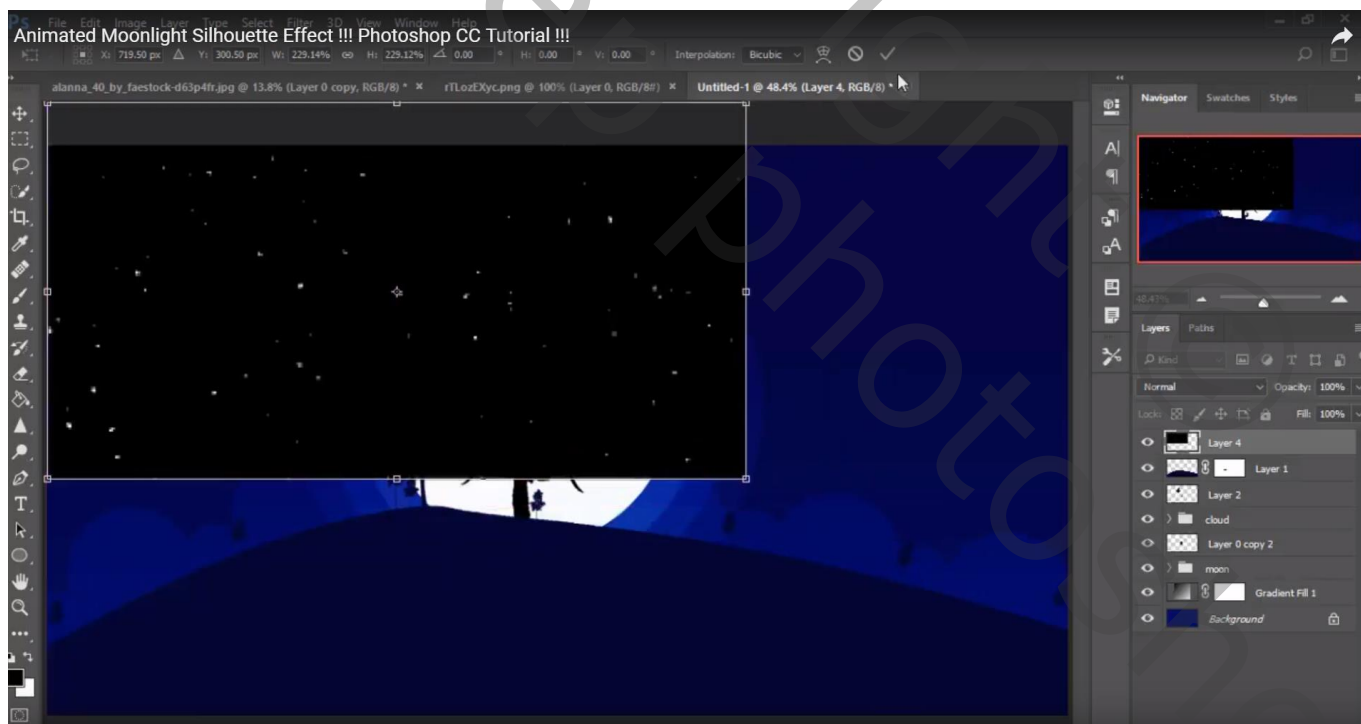 Ps File Edit Image Layer Type Select Filter 3D View Window Help
Animated Moonlight Silhouette Effect !!! Photoshop CC Tutorial !!!
X: 719.50 px Y: 300.50 px W: 229.14% H: 229.12% 0.00 ° H: 0.00 ° V: 0.00 ° Interpolation: Bicubic
alanna_40_by_faestock-d63p4fr.jpg @ 13.8% (Layer 0 copy, RGB/8) * × rTLozEXyc.png @ 100% (Layer 0, RGB/8#) × Untitled-1 @ 48.4% (Layer 4, RGB/8) *
Navigator Swatches Styles
48.41%
Layers Paths
Kind
Normal Opacity: 100%
Lock: Fill: 100%
Layer 4
Layer 1
Layer 2
cloud
Layer 0 copy 2
moon
Gradient Fill 1
Background